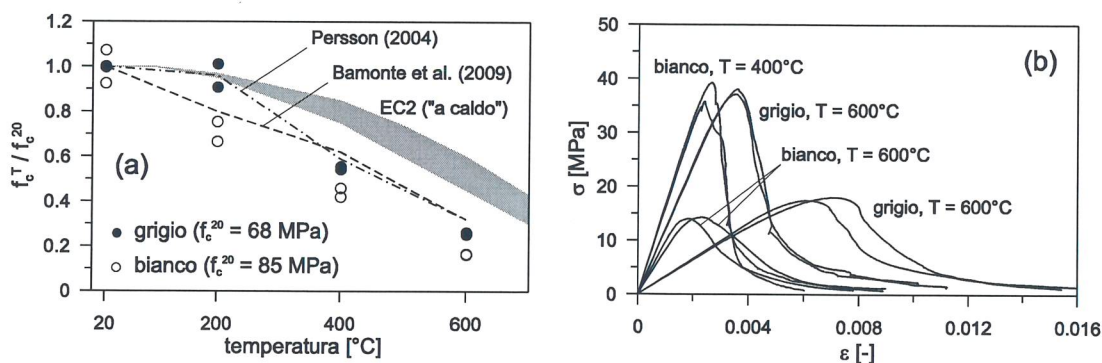 1.2
1.0
0.8
0.6
0.4
0.2
0
f_c^T / f_c^20
Persson (2004)
Bamonte et al. (2009)
EC2 ("a caldo")
(a)
grigio (f_c^20 = 68 MPa)
bianco (f_c^20 = 85 MPa)
20 200 400 600
temperatura [°C]
50
40
30
20
10
0
σ [MPa]
(b)
bianco, T = 400°C
grigio, T = 600°C
bianco, T = 600°C
grigio, T = 600°C
0 0.004 0.008 0.012 0.016
ε [-]